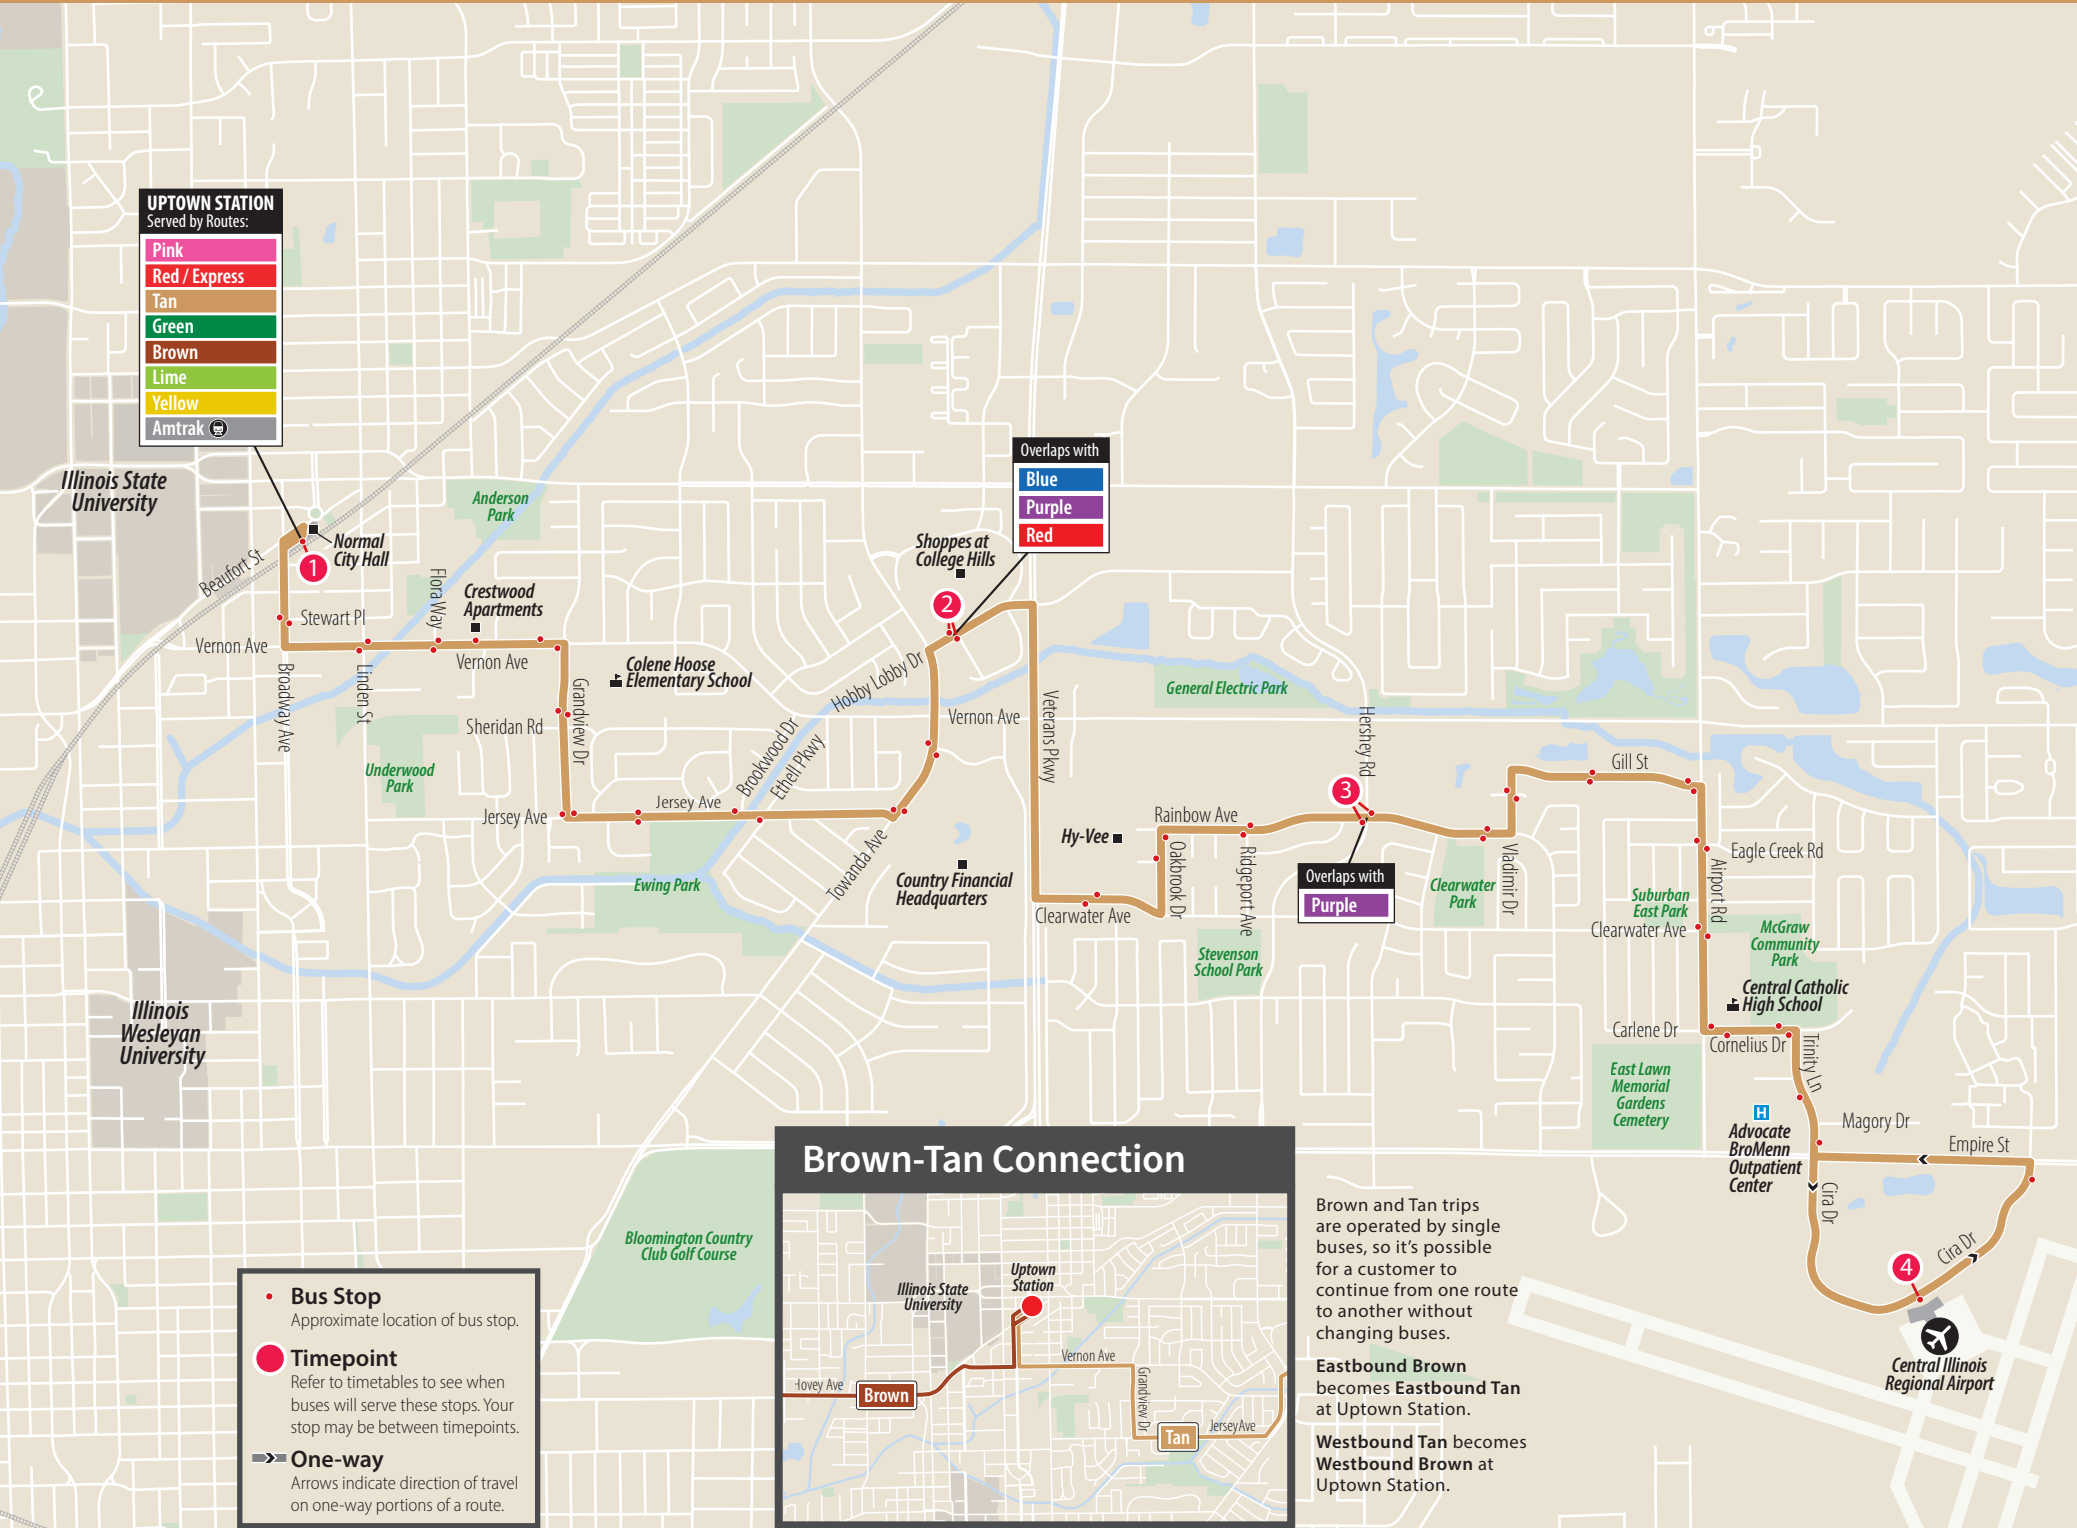 UPTOWN STATION
Served by Routes:
Pink
Red / Express
Tan
Green
Brown
Lime
Yellow
Amtrak
Illinois State
University
Normal
City Hall
1
Beaufort St
Stewart Pl
Vernon Ave
Broadway Ave
Linden St
Flora Way
Anderson
Park
Crestwood
Apartments
Vernon Ave
Colene Hoose
Elementary School
Grandview Dr
Sheridan Rd
Underwood
Park
Jersey Ave
Jersey Ave
Brookwood Dr
Ethell Pkwy
Ewing Park
Towanda Ave
Hobby Lobby Dr
Shoppes at
College Hills
2
Overlaps with
Blue
Purple
Red
Vernon Ave
Veterans Pkwy
Country Financial
Headquarters
Hy-Vee
Clearwater Ave
Oakbrook Dr
Rainbow Ave
Ridgeport Ave
General Electric Park
Hershey Rd
3
Overlaps with
Purple
Stevenson
School Park
Clearwater
Park
Vladimir Dr
Gill St
Eagle Creek Rd
Airport Rd
Suburban
East Park
Clearwater Ave
McGraw
Community
Park
Central Catholic
High School
Carlene Dr
Cornelius Dr
Trinity Ln
East Lawn
Memorial
Gardens
Cemetery
H
Advocate
BroMenn
Outpatient
Center
Magory Dr
Empire St
Cira Dr
Cira Dr
4
Central Illinois
Regional Airport
Illinois
Wesleyan
University
Bloomington Country
Club Golf Course
Bus Stop
Approximate location of bus stop.
Timepoint
Refer to timetables to see when
buses will serve these stops. Your
stop may be between timepoints.
One-way
Arrows indicate direction of travel
on one-way portions of a route.
Brown-Tan Connection
Uptown
Station
Illinois State
University
Vernon Ave
Hovey Ave
Brown
Grandview Dr
Tan
Jersey Ave
Brown and Tan trips
are operated by single
buses, so it's possible
for a customer to
continue from one route
to another without
changing buses.
Eastbound Brown
becomes Eastbound Tan
at Uptown Station.
Westbound Tan becomes
Westbound Brown at
Uptown Station.